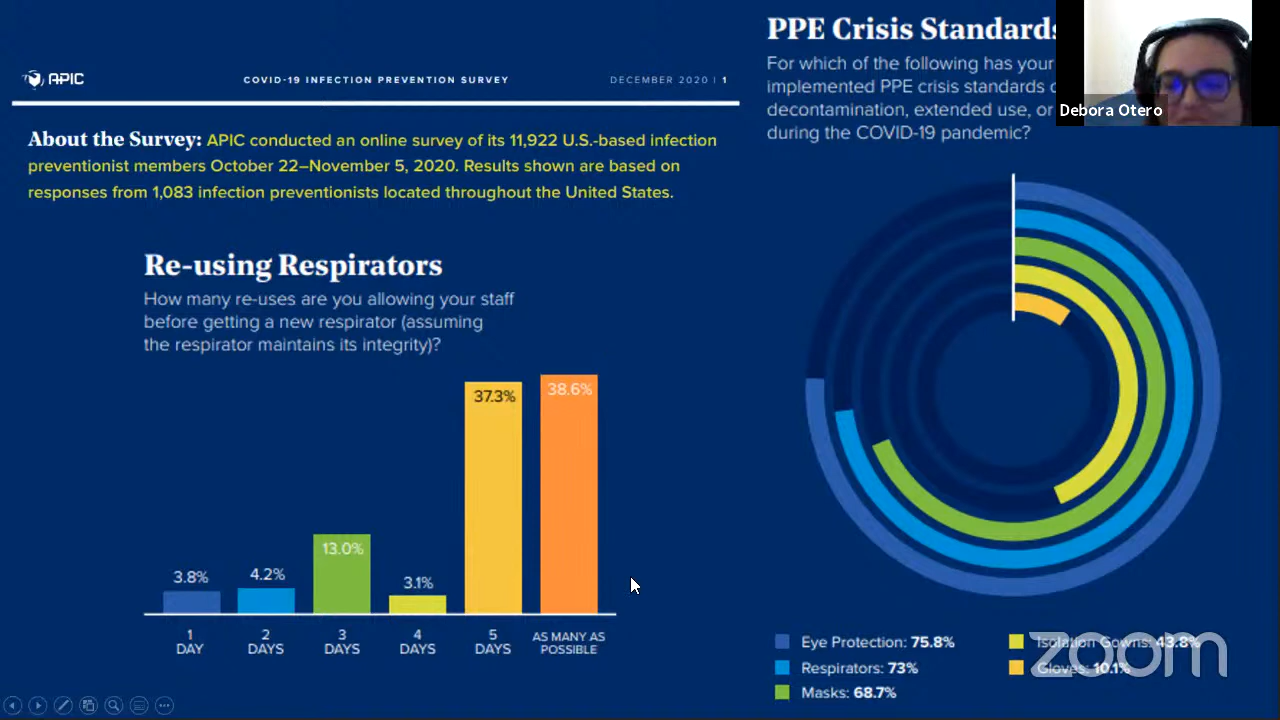 APIC
COVID-19 INFECTION PREVENTION SURVEY
DECEMBER 2020 | 1
About the Survey: APIC conducted an online survey of its 11,922 U.S.-based infection
preventionist members October 22–November 5, 2020. Results shown are based on
responses from 1,083 infection preventionists located throughout the United States.
Re-using Respirators
How many re-uses are you allowing your staff
before getting a new respirator (assuming
the respirator maintains its integrity)?
3.8%
4.2%
13.0%
3.1%
37.3%
38.6%
1
DAY
2
DAYS
3
DAYS
4
DAYS
5
DAYS
AS MANY AS
POSSIBLE
PPE Crisis Standards
For which of the following has your
implemented PPE crisis standards
decontamination, extended use, or
during the COVID-19 pandemic?
Debora Otero
Eye Protection: 75.8%
Respirators: 73%
Masks: 68.7%
Isolation Gowns: 43.8%
Gloves: 10.1%
zoom